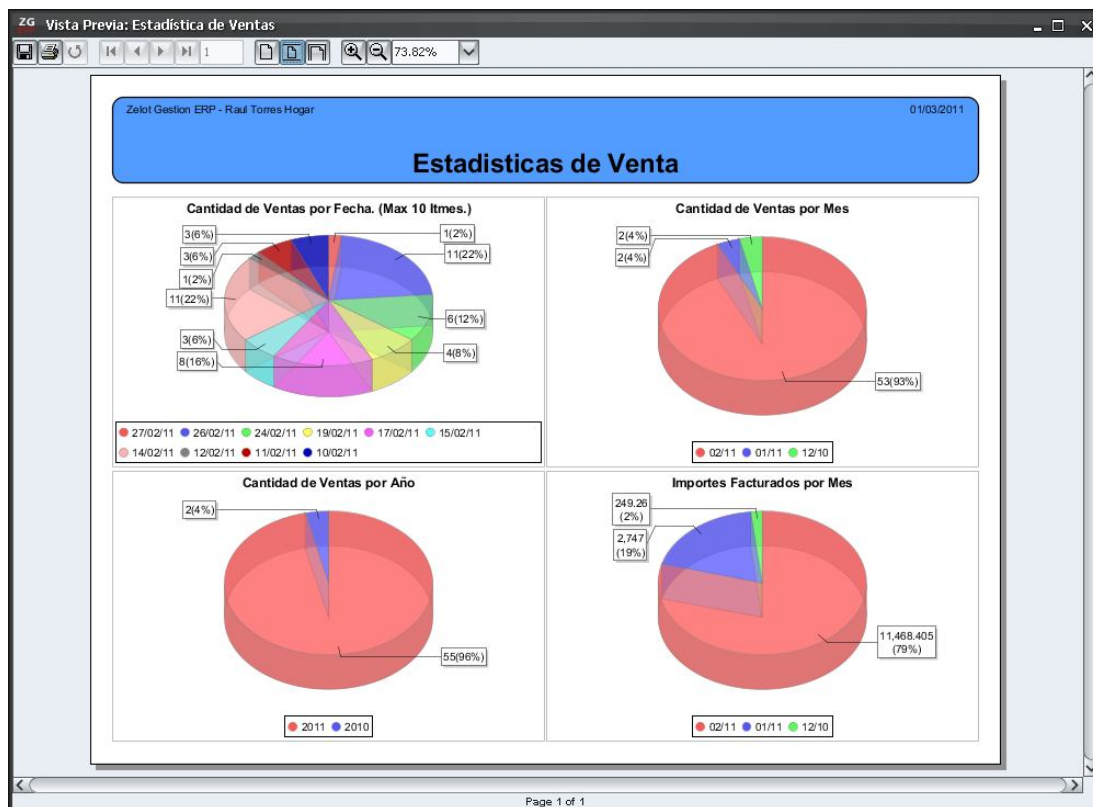 ZG Vista Previa: Estadística de Ventas
1
73.82%
Zelot Gestion ERP - Raul Torres Hogar
01/03/2011
Estadisticas de Venta
Cantidad de Ventas por Fecha. (Max 10 Itmes.)
3(6%)
1(2%)
3(6%)
11(22%)
1(2%)
11(22%)
6(12%)
3(6%)
4(8%)
8(16%)
27/02/11 26/02/11 24/02/11 19/02/11 17/02/11 15/02/11
14/02/11 12/02/11 11/02/11 10/02/11
Cantidad de Ventas por Mes
2(4%)
2(4%)
53(93%)
02/11 01/11 12/10
Cantidad de Ventas por Año
2(4%)
55(96%)
2011 2010
Importes Facturados por Mes
249.26
(2%)
2,747
(19%)
11,468.405
(79%)
02/11 01/11 12/10
Page 1 of 1